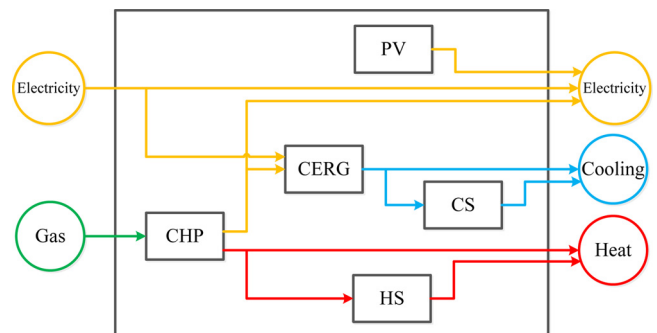 PV
Electricity
Electricity
CERG
Cooling
CS
Gas
CHP
Heat
HS